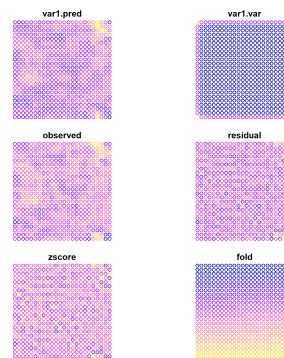 var1.pred
var1.var
observed
residual
zscore
fold